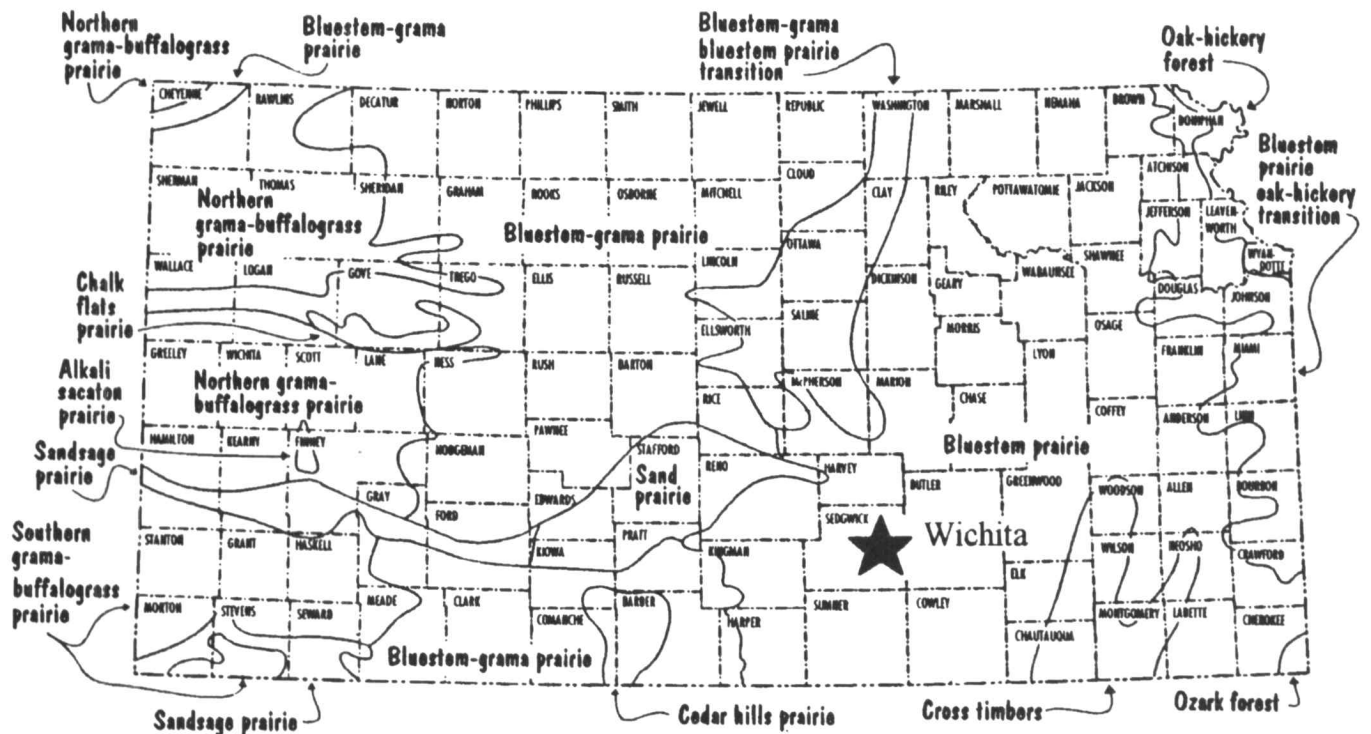 Northern
grama-buffalograss
prairie
Bluestem-grama
prairie
Bluestem-grama
bluestem prairie
transition
Oak-hickory
forest
CHEYENNE
RAWLINS
DECATUR
NORTON
PHILLIPS
SMITH
JEWELL
REPUBLIC
WASHINGTON
MARSHALL
NEMAHA
BROWN
DONIPHAN
Bluestem
prairie
oak-hickory
transition
SHERMAN
THOMAS
SHERIDAN
GRAHAM
ROOKS
OSBORNE
MITCHELL
CLOUD
CLAY
RILEY
POTTAWATOMIE
JACKSON
ATCHISON
JEFFERSON
LEAVEN-
WORTH
WYAN-
DOTTE
Northern
grama-buffalograss
prairie
Bluestem-grama prairie
WALLACE
LOGAN
GOVE
TREGO
ELLIS
RUSSELL
LINCOLN
OTTAWA
DICKINSON
GEARY
WABAUNSEE
SHAWNEE
DOUGLAS
JOHNSON
Chalk
flats
prairie
ELLSWORTH
SALINE
MORRIS
OSAGE
GREELEY
WICHITA
SCOTT
LANE
NESS
RUSH
BARTON
RICE
McPHERSON
MARION
CHASE
LYON
FRANKLIN
MIAMI
Alkali
sacaton
prairie
Northern grama-
buffalograss prairie
COFFEY
ANDERSON
LINN
HAMILTON
KEARNY
FINNEY
HODGEMAN
PAWNEE
STAFFORD
RENO
HARVEY
Bluestem prairie
Sandsage
prairie
Sand
prairie
GRAY
FORD
EDWARDS
BUTLER
GREENWOOD
WOODSON
ALLEN
BOURBON
SEDGWICK
Wichita
Southern
grama-
buffalograss
prairie
STANTON
GRANT
HASKELL
KIOWA
PRATT
KINGMAN
ELK
WILSON
NEOSHO
CRAWFORD
MORTON
STEVENS
SEWARD
MEADE
CLARK
COMANCHE
BARBER
HARPER
SUMNER
COWLEY
CHAUTAUQUA
MONTGOMERY
LABETTE
CHEROKEE
Bluestem-grama prairie
Sandsage prairie
Cedar hills prairie
Cross timbers
Ozark forest